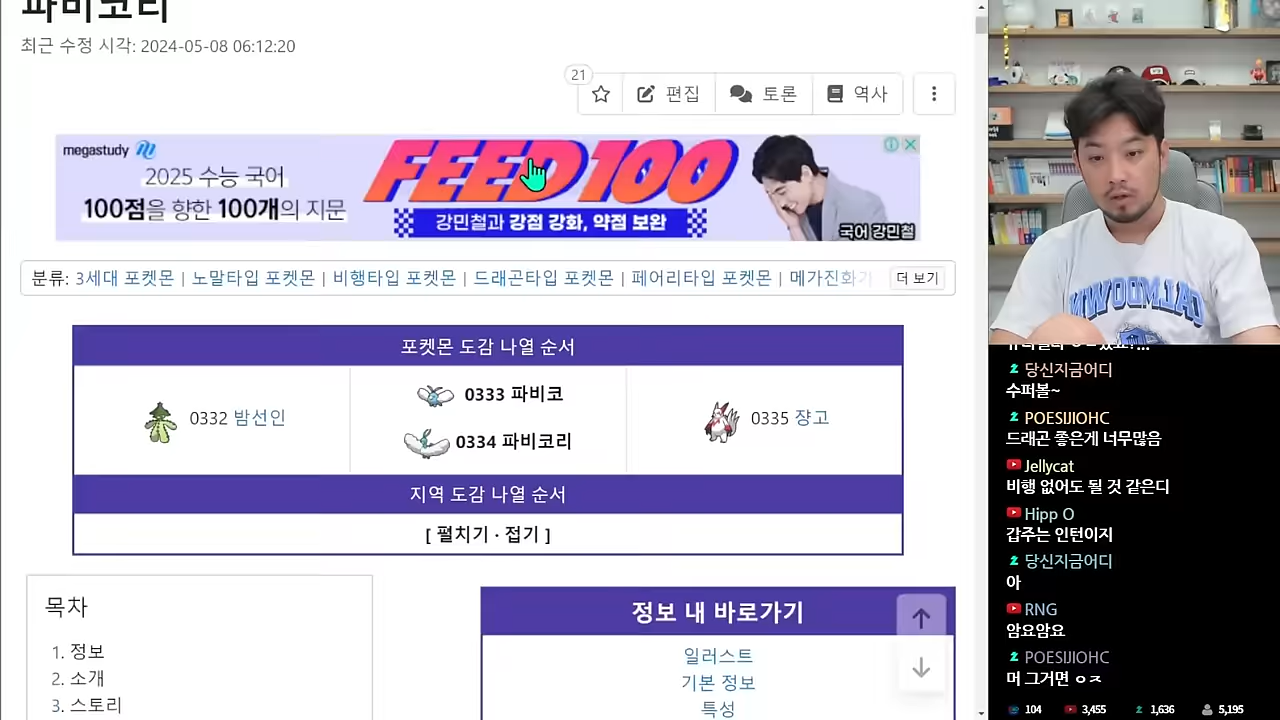 파비코리
최근 수정 시각: 2024-05-08 06:12:20
21
편집
토론
역사
megastudy
2025 수능 국어
100점을 향한 100개의 지문
FEED100
강민철과 강점 강화, 약점 보완
국어 강민철
분류: 3세대 포켓몬 | 노말타입 포켓몬 | 비행타입 포켓몬 | 드래곤타입 포켓몬 | 페어리타입 포켓몬 | 메가진화
더 보기
포켓몬 도감 나열 순서
0332 밤선인
0333 파비코
0334 파비코리
0335 쟝고
지역 도감 나열 순서
[ 펼치기 · 접기 ]
목차
1. 정보
2. 소개
3. 스토리
정보 내 바로가기
일러스트
기본 정보
특성
CALMDOWN
당신지금어디
수퍼볼~
POESIJIOHC
드래곤 좋은게 너무많음
Jellycat
비행 없어도 될 것 같은디
Hipp O
갑주는 인턴이지
당신지금어디
아
RNG
암요암요
POESIJIOHC
머 그거면 ㅇㅈ
104 3,455 1,636 5,195